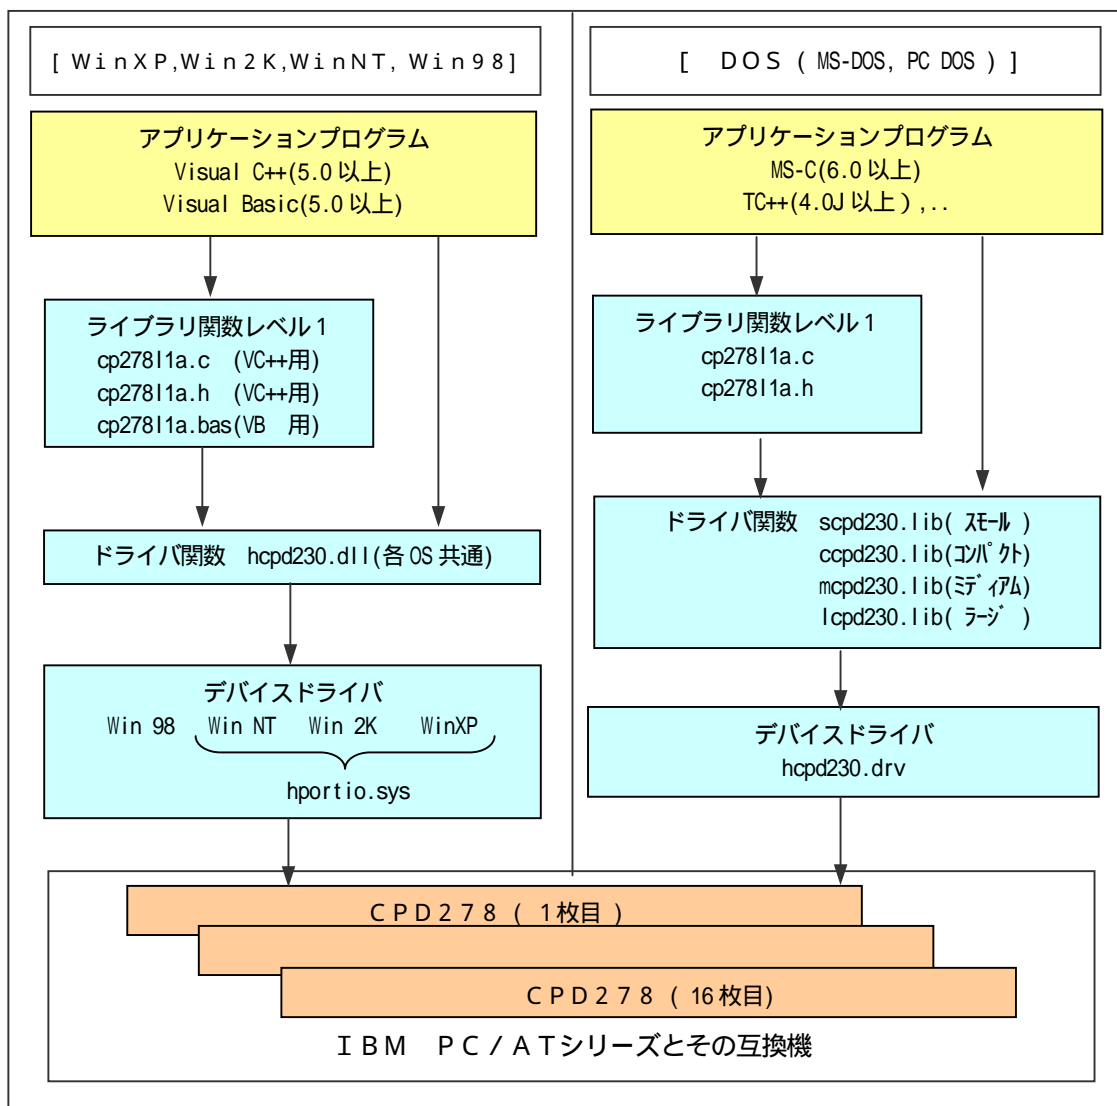 [ WinXP,Win2K,WinNT, Win98]
アプリケーションプログラム
Visual C++(5.0 以上)
Visual Basic(5.0 以上)
ライブラリ関数レベル1
cp278l1a.c (VC++用)
cp278l1a.h (VC++用)
cp278l1a.bas(VB 用)
ドライバ関数 hcpd230.dll(各 OS 共通)
デバイスドライバ
Win 98 Win NT Win 2K WinXP
hportio.sys
[ DOS ( MS-DOS, PC DOS ) ]
アプリケーションプログラム
MS-C(6.0 以上)
TC++(4.0J 以上 ) ,..
ライブラリ関数レベル1
cp278l1a.c
cp278l1a.h
ドライバ関数 scpd230.lib( スモール )
ccpd230.lib(コンパクト)
mcpd230.lib(ミディアム)
lcpd230.lib( ラージ )
デバイスドライバ
hcpd230.drv
CPD278 ( 1枚目 )
CPD278 ( 16枚目)
IBM PC/ATシリーズとその互換機